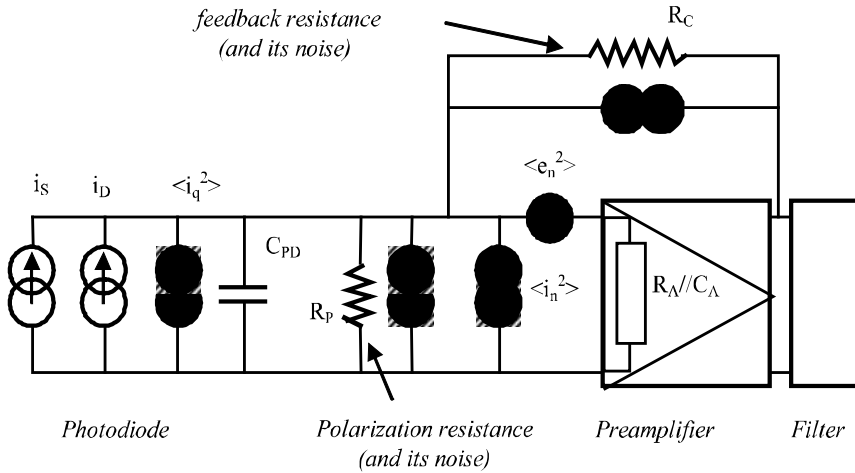 feedback resistance
(and its noise)
R_C
<e_n^2>
i_S
i_D
<i_q^2>
C_PD
R_P
<i_n^2>
R_A//C_A
Photodiode
Polarization resistance
(and its noise)
Preamplifier
Filter